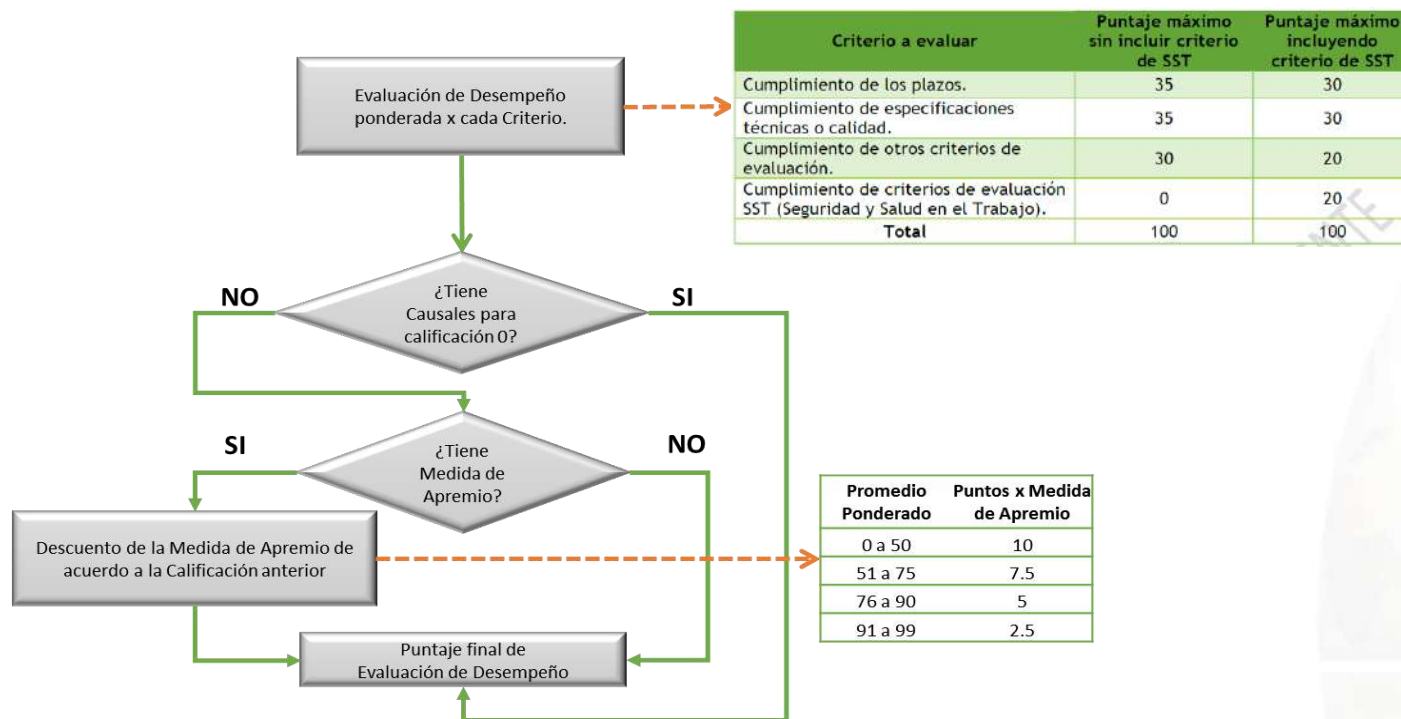 Criterio a evaluar
Puntaje máximo
sin incluir criterio
de SST
Puntaje máximo
incluyendo
criterio de SST
Cumplimiento de los plazos.
35
30
Cumplimiento de especificaciones
técnicas o calidad.
35
30
Cumplimiento de otros criterios de
evaluación.
30
20
Cumplimiento de criterios de evaluación
SST (Seguridad y Salud en el Trabajo).
0
20
Total
100
100
Evaluación de Desempeño
ponderada x cada Criterio.
NO
¿Tiene
Causales para
calificación 0?
SI
SI
¿Tiene
Medida de
Apremio?
NO
Descuento de la Medida de Apremio de
acuerdo a la Calificación anterior
Promedio
Ponderado
Puntos x Medida
de Apremio
0 a 50
10
51 a 75
7.5
76 a 90
5
91 a 99
2.5
Puntaje final de
Evaluación de Desempeño